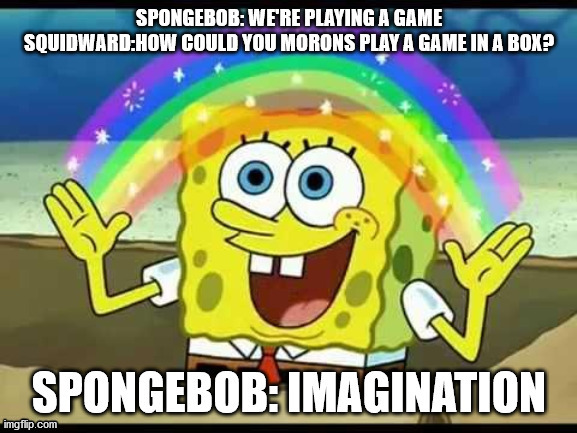 SPONGEBOB: WE'RE PLAYING A GAME
SQUIDWARD:HOW COULD YOU MORONS PLAY A GAME IN A BOX?
SPONGEBOB: IMAGINATION
imgflip.com